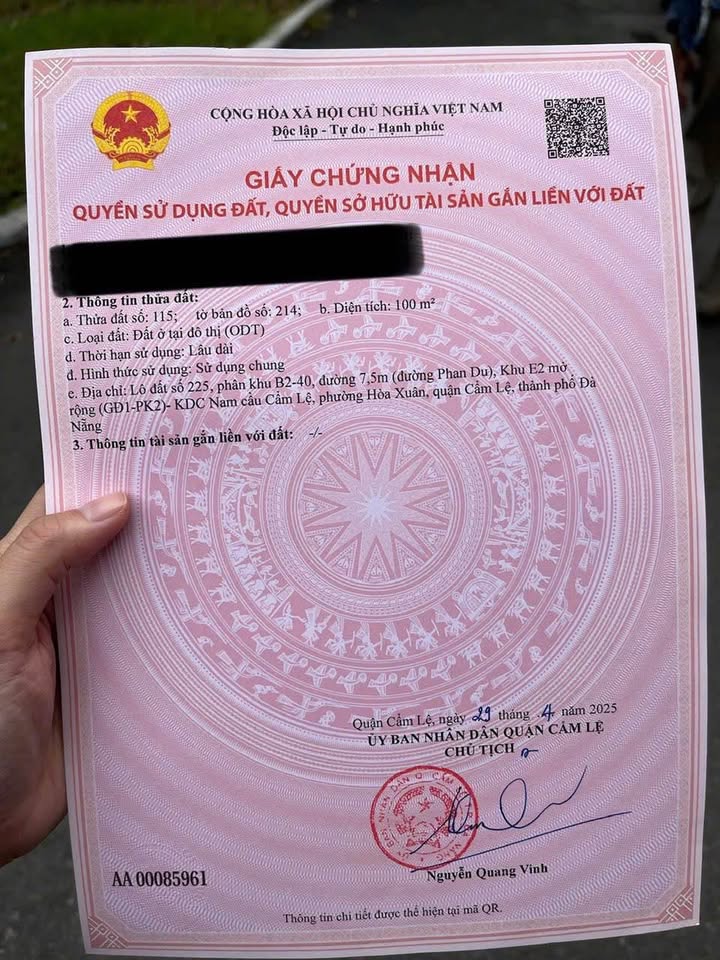 CỘNG HÒA XÃ HỘI CHỦ NGHĨA VIỆT NAM
Độc lập - Tự do - Hạnh phúc
GIẤY CHỨNG NHẬN
QUYỀN SỬ DỤNG ĐẤT, QUYỀN SỞ HỮU TÀI SẢN GẮN LIỀN VỚI ĐẤT
2. Thông tin thửa đất:
a. Thửa đất số: 115; tờ bản đồ số: 214; b. Diện tích: 100 m²
c. Loại đất: Đất ở tại đô thị (ODT)
d. Thời hạn sử dụng: Lâu dài
đ. Hình thức sử dụng: Sử dụng chung
e. Địa chỉ: Lô đất số 225, phân khu B2-40, đường 7,5m (đường Phan Du), Khu E2 mở
rộng (GĐ1-PK2)- KDC Nam cầu Cẩm Lệ, phường Hòa Xuân, quận Cẩm Lệ, thành phố Đà
Nẵng
3. Thông tin tài sản gắn liền với đất: -/-
Quận Cẩm Lệ, ngày 29 tháng 4 năm 2025
ỦY BAN NHÂN DÂN QUẬN CẨM LỆ
CHỦ TỊCH
Nguyễn Quang Vinh
AA 00085961
Thông tin chi tiết được thể hiện tại mã QR.